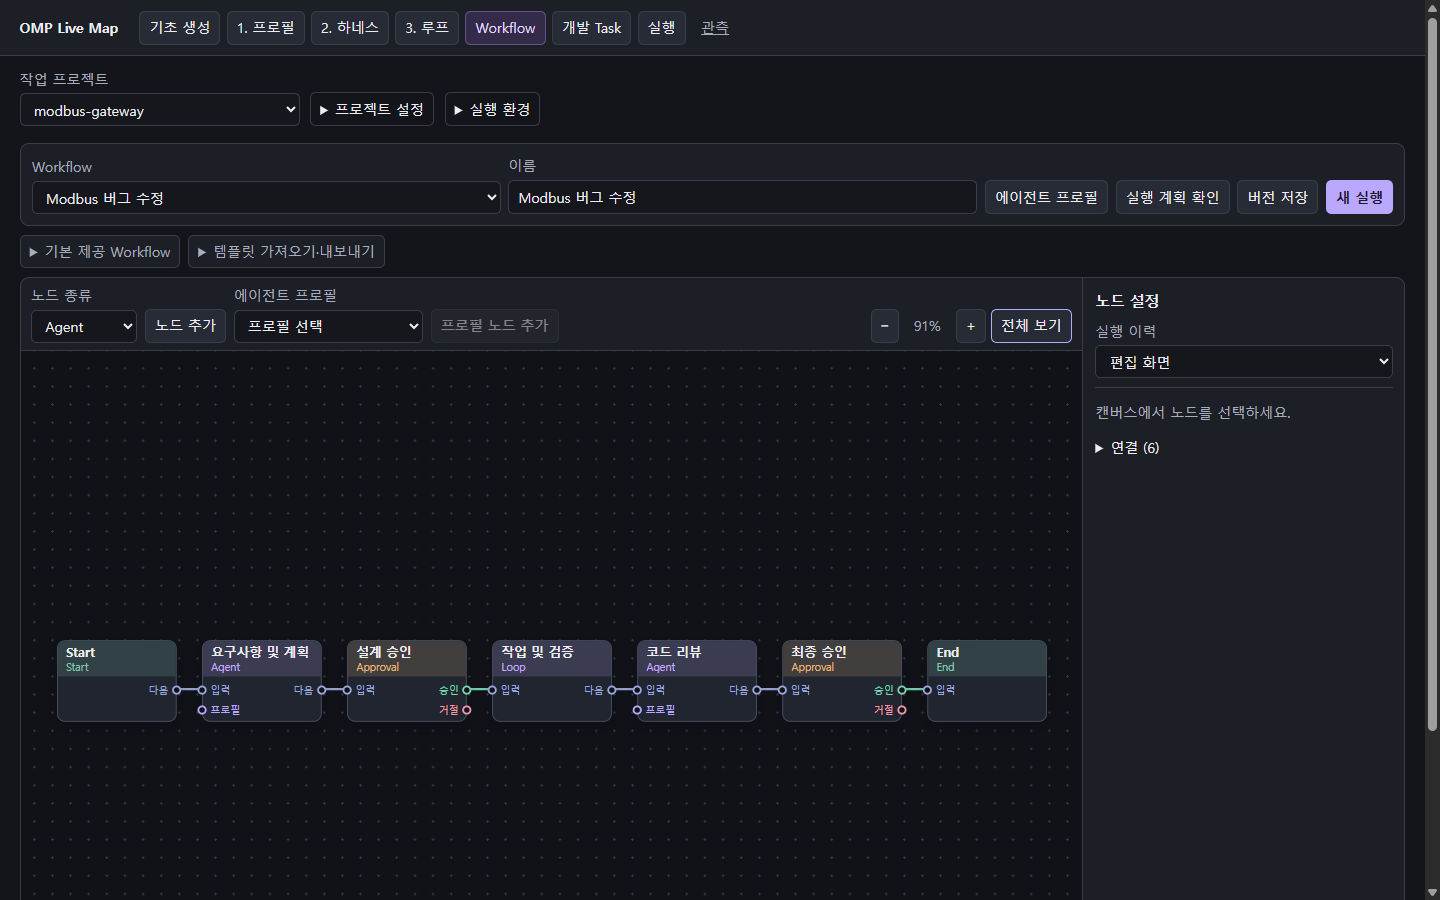 OMP Live Map 기초 생성 1. 프로필 2. 하네스 3. 루프 Workflow 개발 Task 실행 관측
작업 프로젝트
modbus-gateway ▶ 프로젝트 설정 ▶ 실행 환경
Workflow 이름
Modbus 버그 수정 Modbus 버그 수정 에이전트 프로필 실행 계획 확인 버전 저장 새 실행
▶ 기본 제공 Workflow ▶ 템플릿 가져오기·내보내기
노드 종류 에이전트 프로필
Agent 노드 추가 프로필 선택 프로필 노드 추가 − 91% + 전체 보기
노드 설정
실행 이력
편집 화면
캔버스에서 노드를 선택하세요.
▶ 연결 (6)
Start 요구사항 및 계획 설계 승인 작업 및 검증 코드 리뷰 최종 승인 End
Start Agent Approval Loop Agent Approval End
다음 입력 다음 입력 승인 입력 다음 입력 다음 입력 승인 입력
프로필 거절 프로필 거절